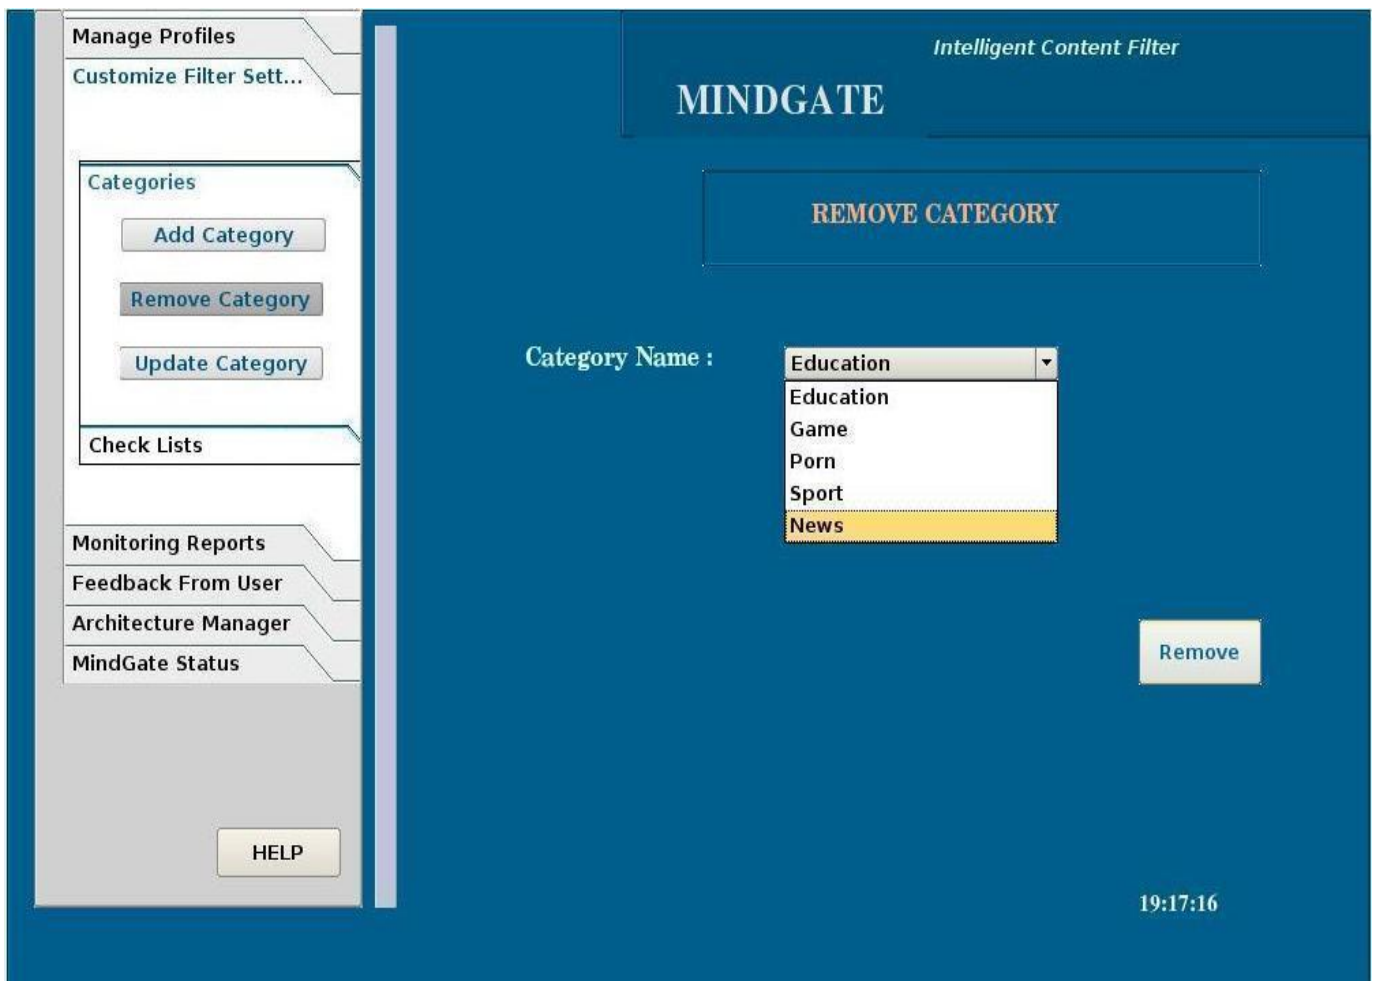 Manage Profiles
Customize Filter Sett...
Categories
Add Category
Remove Category
Update Category
Check Lists
Monitoring Reports
Feedback From User
Architecture Manager
MindGate Status
HELP
Intelligent Content Filter
MINDGATE
REMOVE CATEGORY
Category Name :
Education
Education
Game
Porn
Sport
News
Remove
19:17:16